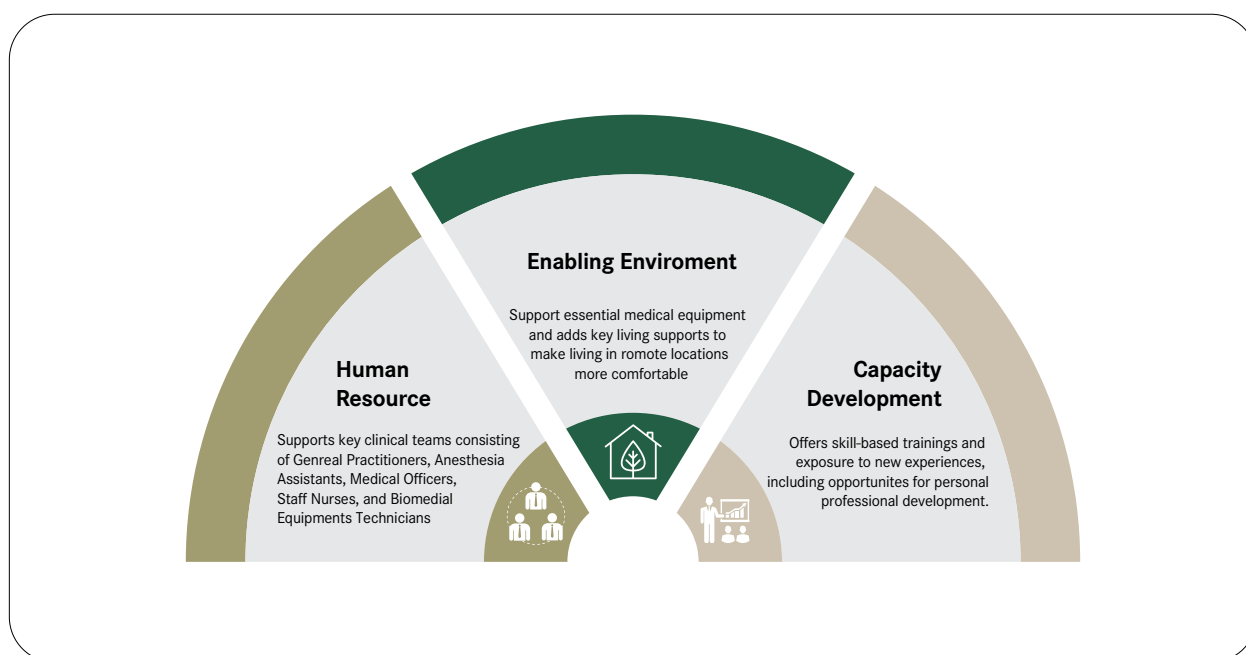 Enabling Enviroment
Support essential medical equipment
and adds key living supports to
make living in romote locations
more comfortable
Human
Resource
Supports key clinical teams consisting
of Genreal Practitioners, Anesthesia
Assistants, Medical Officers,
Staff Nurses, and Biomedial
Equipments Technicians
Capacity
Development
Offers skill-based trainings and
exposure to new experiences,
including opportunites for personal
professional development.